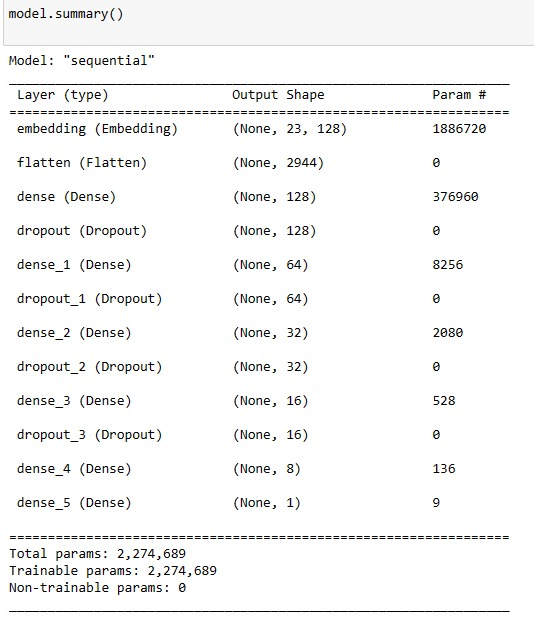 model.summary()
Model: "sequential"
Layer (type) Output Shape Param #
embedding (Embedding) (None, 23, 128) 1886720
flatten (Flatten) (None, 2944) 0
dense (Dense) (None, 128) 376960
dropout (Dropout) (None, 128) 0
dense_1 (Dense) (None, 64) 8256
dropout_1 (Dropout) (None, 64) 0
dense_2 (Dense) (None, 32) 2080
dropout_2 (Dropout) (None, 32) 0
dense_3 (Dense) (None, 16) 528
dropout_3 (Dropout) (None, 16) 0
dense_4 (Dense) (None, 8) 136
dense_5 (Dense) (None, 1) 9
Total params: 2,274,689
Trainable params: 2,274,689
Non-trainable params: 0